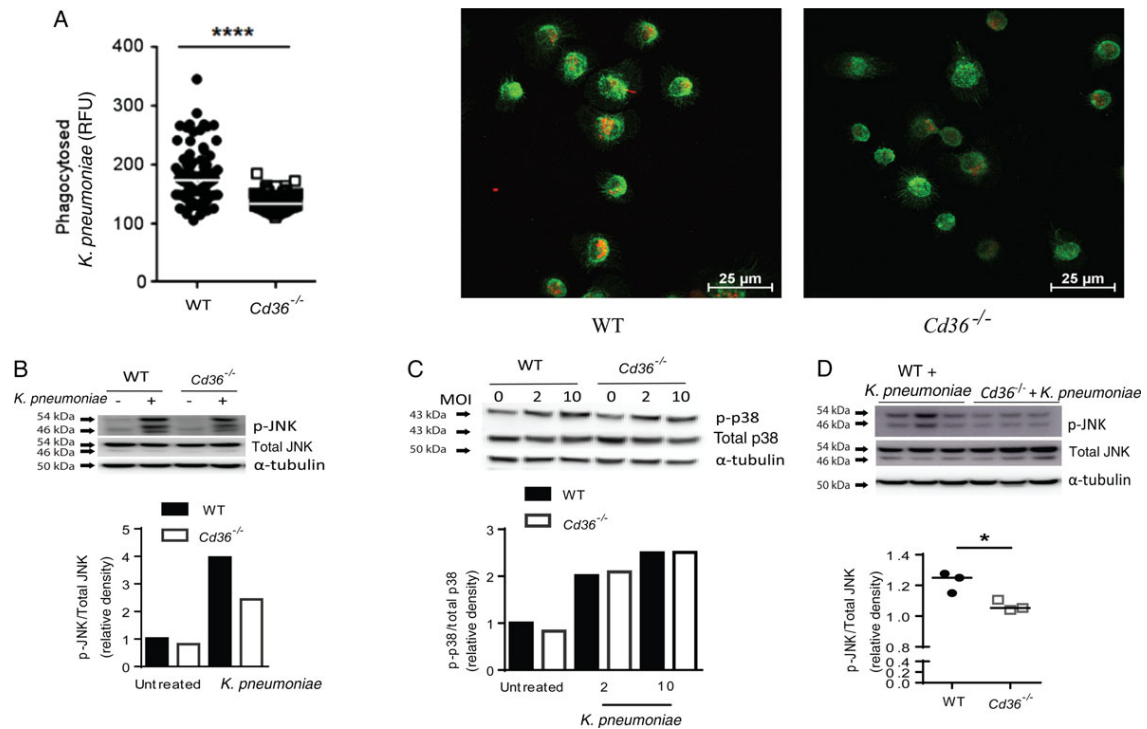 A
****
400
300
200
100
0
Phagocytosed
K. pneumoniae (RFU)
WT
Cd36-/-
25 μm
WT
25 μm
Cd36-/-
B
WT
Cd36-/-
K. pneumoniae
-
+
-
+
54 kDa
46 kDa
p-JNK
54 kDa
46 kDa
Total JNK
50 kDa
α-tubulin
WT
Cd36-/-
p-JNK/Total JNK
(relative density)
5
4
3
2
1
0
Untreated
K. pneumoniae
C
WT
Cd36-/-
MOI
0
2
10
0
2
10
43 kDa
p-p38
43 kDa
Total p38
50 kDa
α-tubulin
WT
Cd36-/-
p-p38/total p38
(relative density)
3
2
1
0
Untreated
2
10
K. pneumoniae
D
WT +
K. pneumoniae
Cd36-/- + K. pneumoniae
54 kDa
46 kDa
p-JNK
54 kDa
46 kDa
Total JNK
50 kDa
α-tubulin
*
p-JNK/Total JNK
(relative density)
1.4
1.2
1.0
0.8
0.4
0.0
WT
Cd36-/-